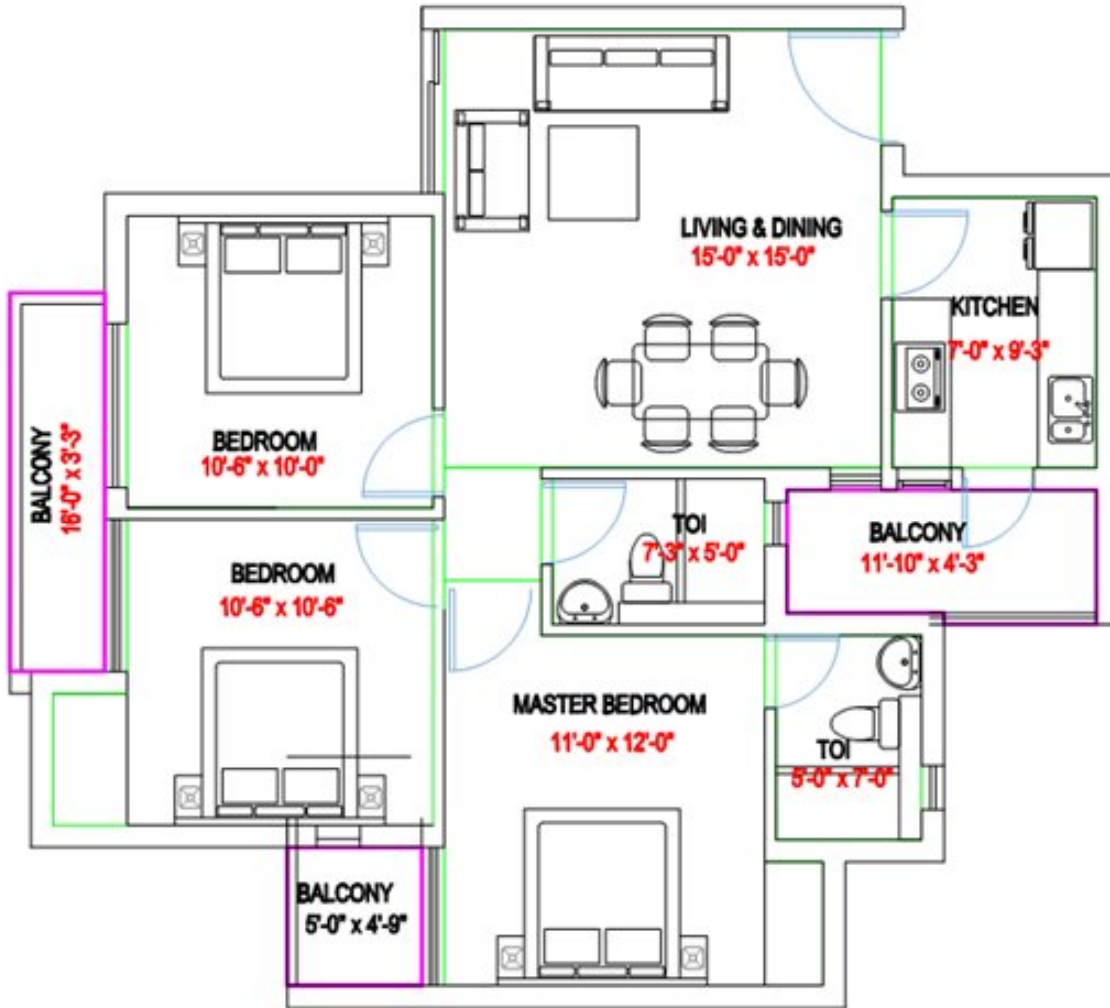 LIVING & DINING
15'-0" x 15'-0"
KITCHEN
7'-0" x 9'-3"
BEDROOM
10'-6" x 10'-0"
BALCONY
16'-0" x 3'-3"
TOI
7'-3" x 5'-0"
BALCONY
11'-10" x 4'-3"
BEDROOM
10'-6" x 10'-6"
MASTER BEDROOM
11'-0" x 12'-0"
TOI
5'-0" x 7'-0"
BALCONY
5'-0" x 4'-9"